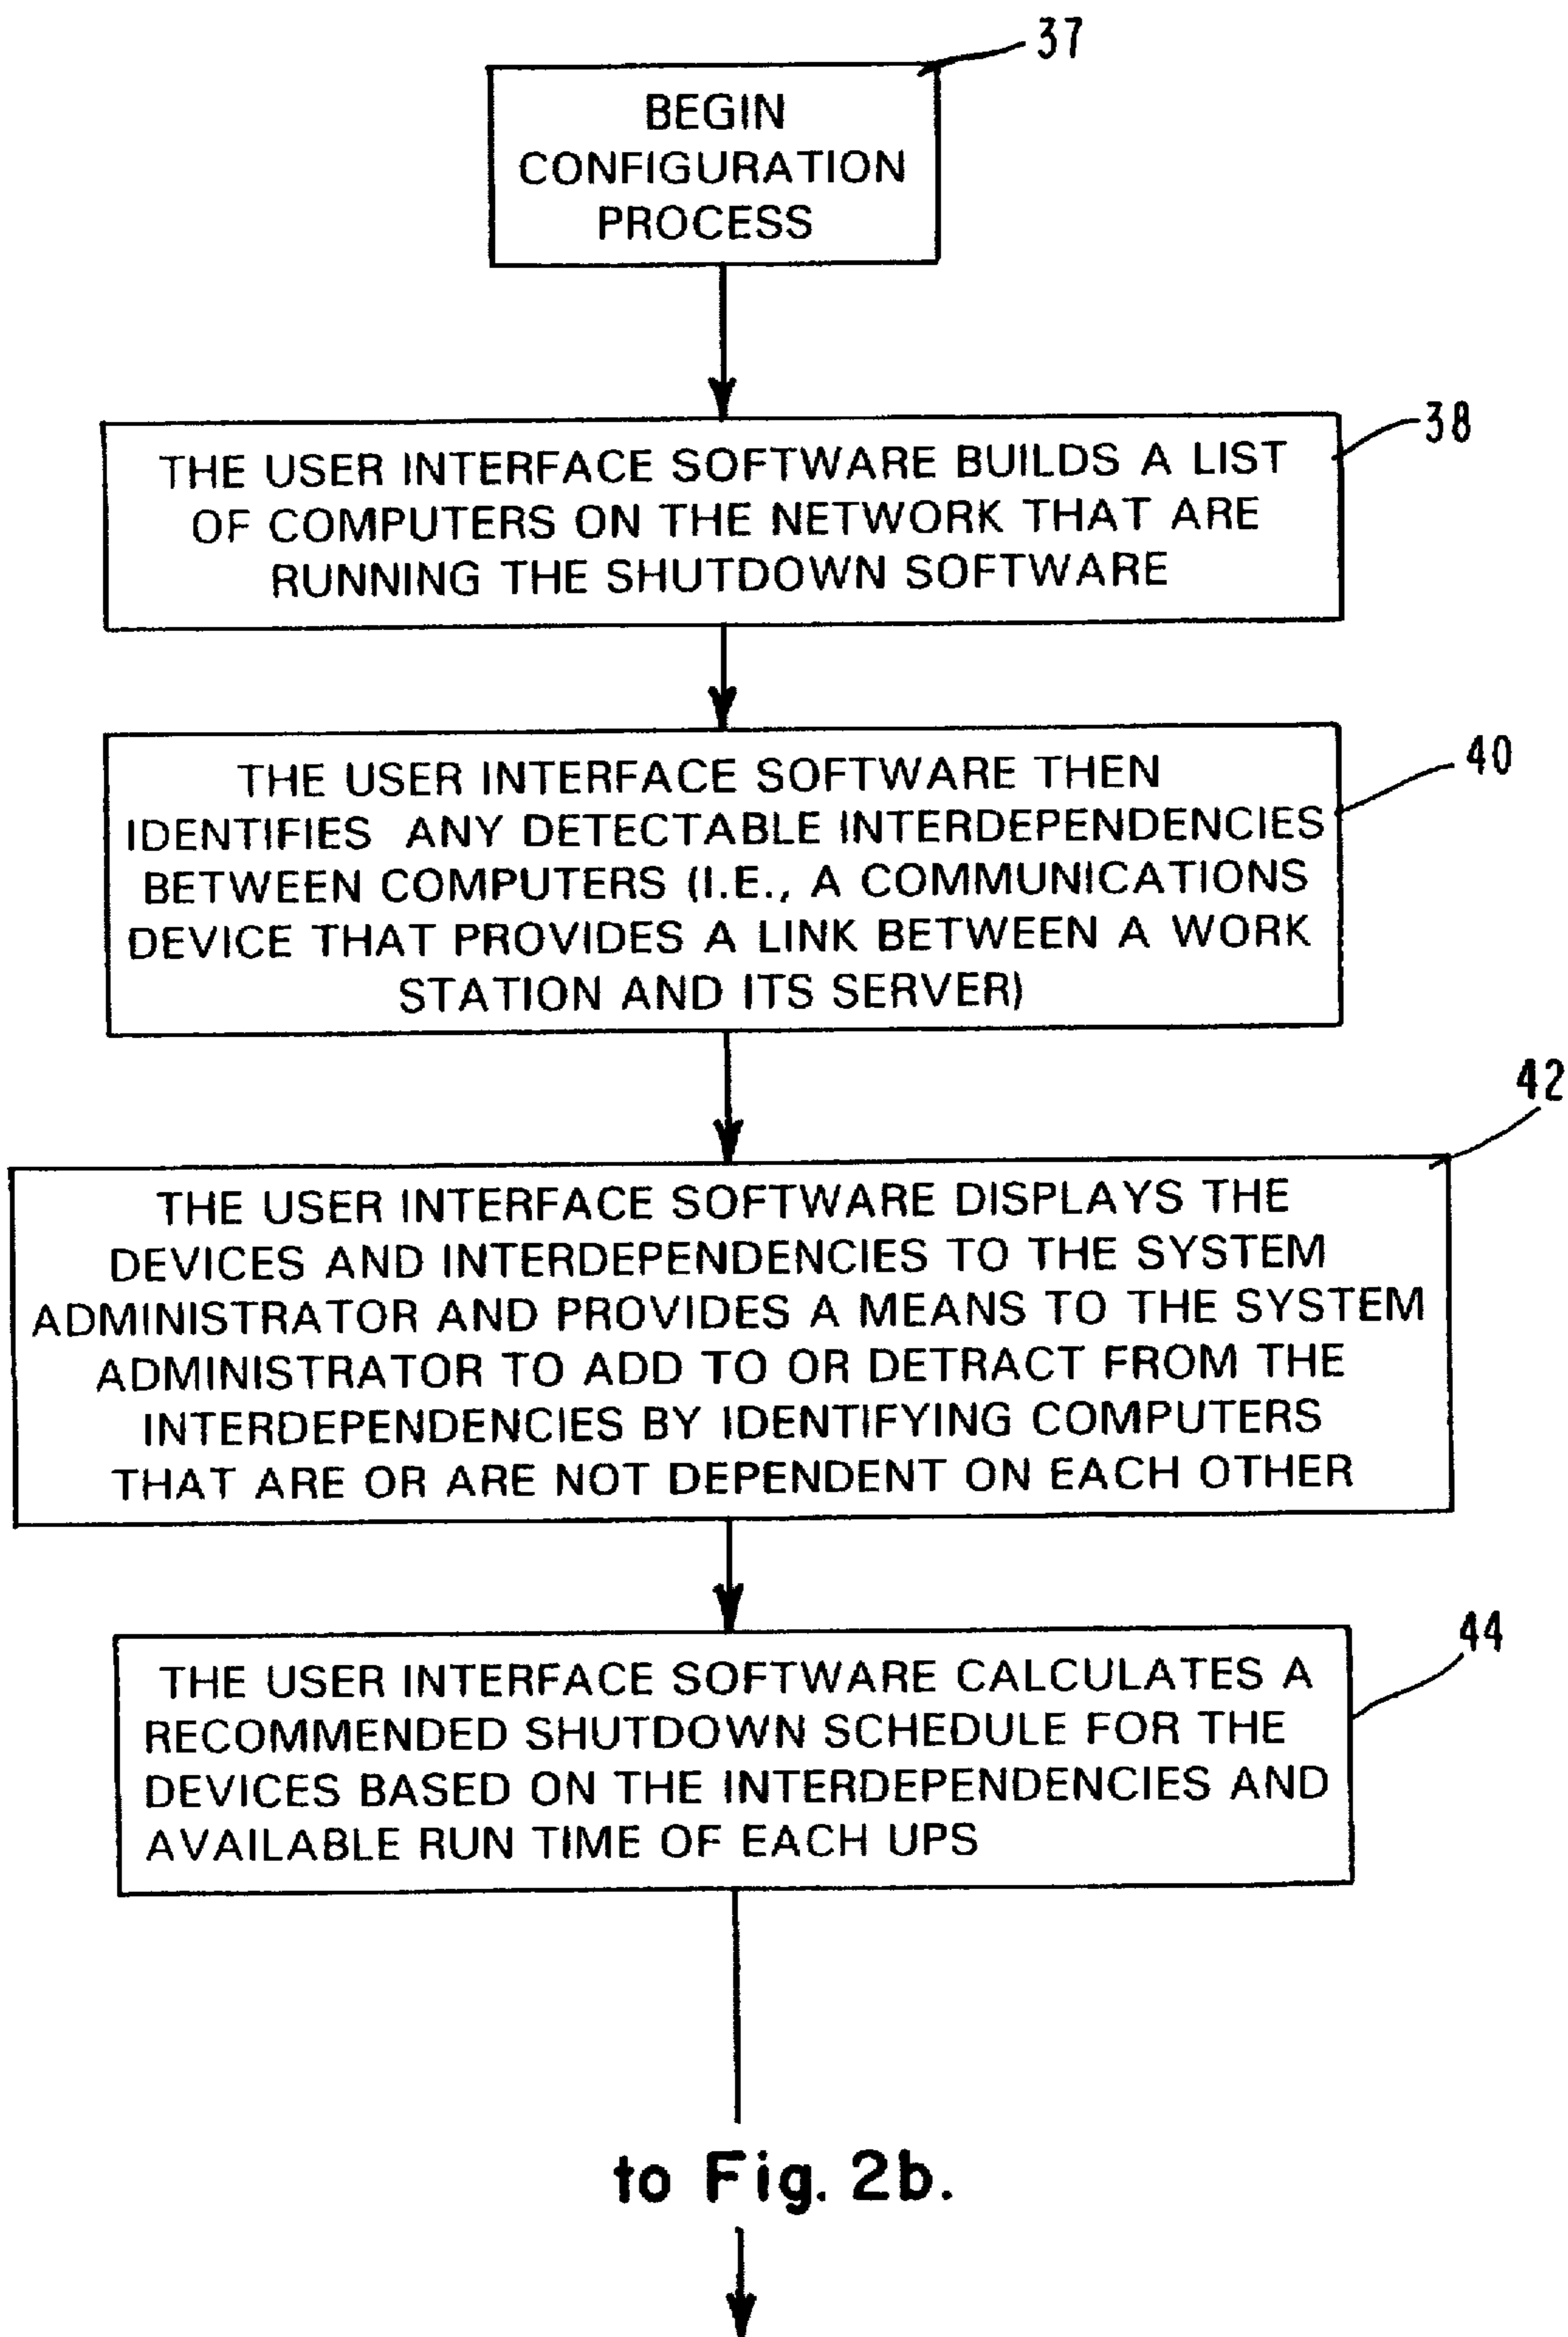 37
BEGIN
CONFIGURATION
PROCESS
38
THE USER INTERFACE SOFTWARE BUILDS A LIST
OF COMPUTERS ON THE NETWORK THAT ARE
RUNNING THE SHUTDOWN SOFTWARE
40
THE USER INTERFACE SOFTWARE THEN
IDENTIFIES ANY DETECTABLE INTERDEPENDENCIES
BETWEEN COMPUTERS (I.E., A COMMUNICATIONS
DEVICE THAT PROVIDES A LINK BETWEEN A WORK
STATION AND ITS SERVER)
42
THE USER INTERFACE SOFTWARE DISPLAYS THE
DEVICES AND INTERDEPENDENCIES TO THE SYSTEM
ADMINISTRATOR AND PROVIDES A MEANS TO THE SYSTEM
ADMINISTRATOR TO ADD TO OR DETRACT FROM THE
INTERDEPENDENCIES BY IDENTIFYING COMPUTERS
THAT ARE OR ARE NOT DEPENDENT ON EACH OTHER
44
THE USER INTERFACE SOFTWARE CALCULATES A
RECOMMENDED SHUTDOWN SCHEDULE FOR THE
DEVICES BASED ON THE INTERDEPENDENCIES AND
AVAILABLE RUN TIME OF EACH UPS
to Fig. 2b.